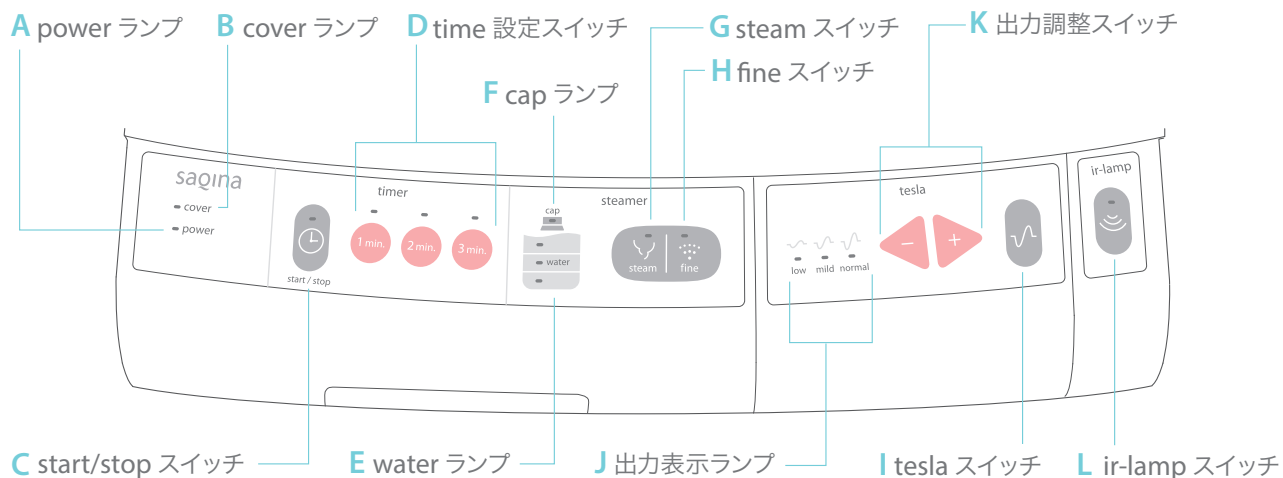 A power ランプ
B cover ランプ
D time 設定スイッチ
G steam スイッチ
K 出力調整スイッチ
H fine スイッチ
F cap ランプ
saqina
cover
power
timer
1 min.
2 min.
3 min.
start / stop
steamer
cap
water
steam
fine
tesla
low mild normal
－
＋
ir-lamp
C start/stop スイッチ
E water ランプ
J 出力表示ランプ
I tesla スイッチ
L ir-lamp スイッチ